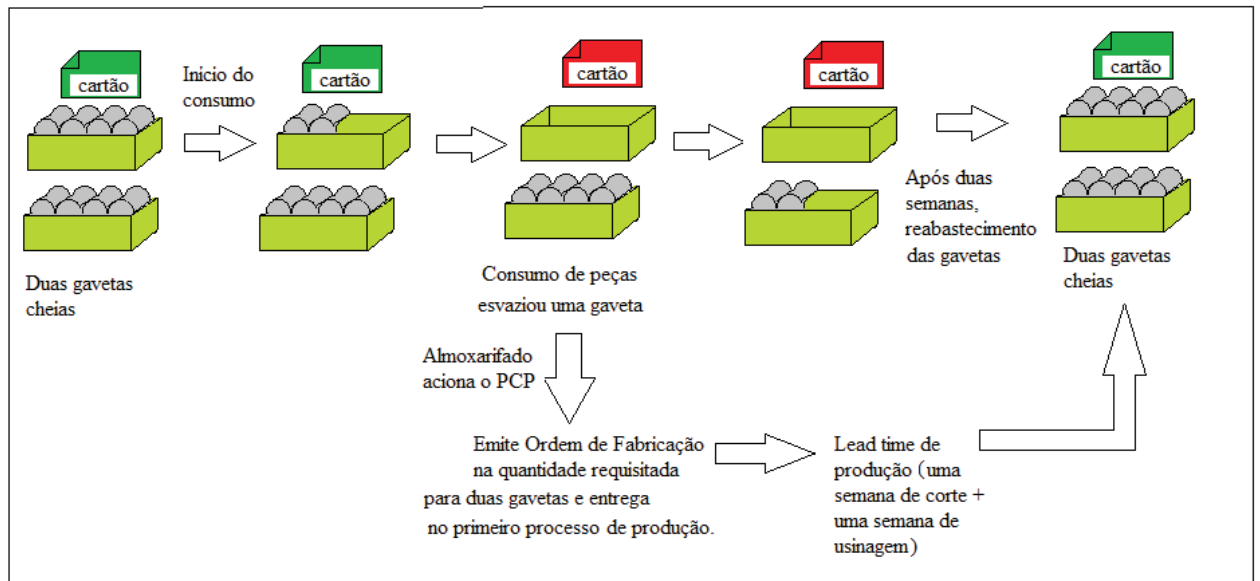 cartão
Inicio do
consumo
cartão
cartão
cartão
cartão
Duas gavetas
cheias
Consumo de peças
esvaziou uma gaveta
Após duas
semanas,
reabastecimento
das gavetas
Duas gavetas
cheias
Almoxarifado
aciona o PCP
Emite Ordem de Fabricação
na quantidade requisitada
para duas gavetas e entrega
no primeiro processo de produção.
Lead time de
produção (uma
semana de corte +
uma semana de
usinagem)